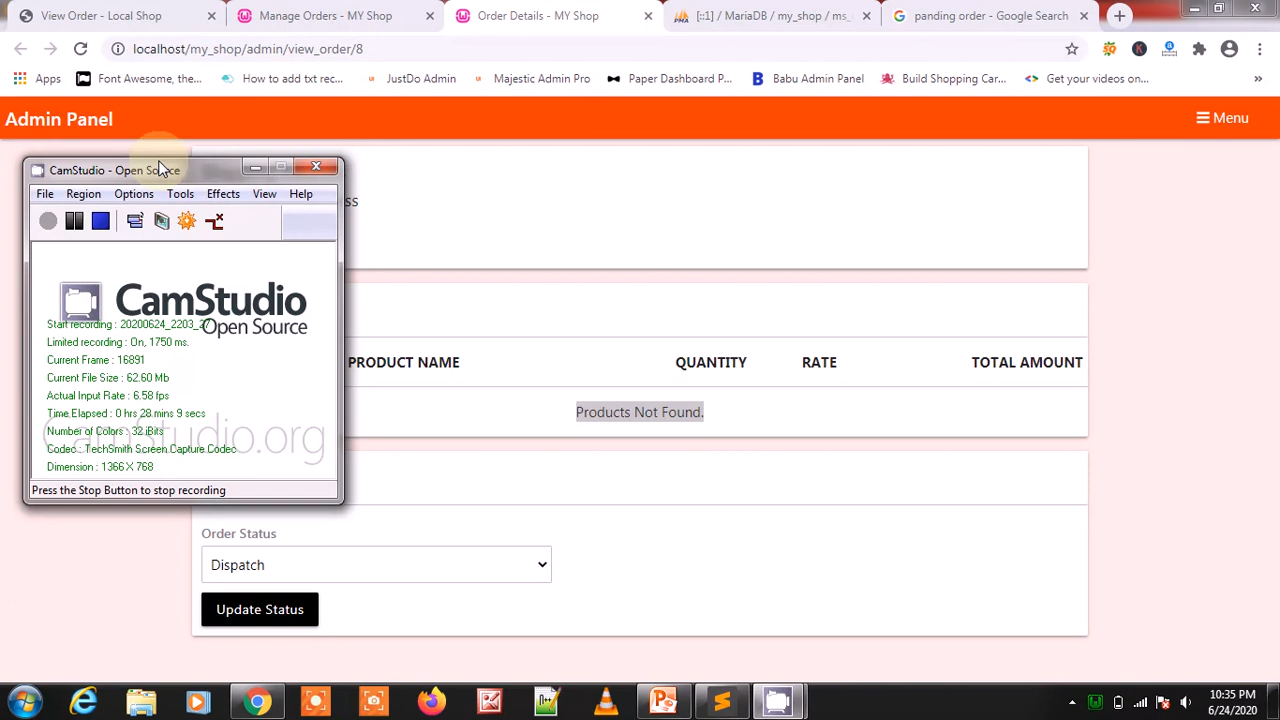 View Order - Local Shop
Manage Orders - MY Shop
Order Details - MY Shop
[::1] / MariaDB / my_shop / ms_
painting order - Google Search
localhost/my_shop/admin/view_order/8
Apps
Font Awesome, the...
How to add txt rec...
JustDo Admin
Majestic Admin Pro
Paper Dashboard P...
Babu Admin Panel
Build Shopping Car...
Get your videos on...
»
Admin Panel
Menu
CamStudio - Open Source
File Region Options Tools Effects View Help
ss
CamStudio
Open Source
Start recording : 20200624_2203_27
Limited recording : On, 1750 ms.
Current Frame : 16891
Current File Size : 62.60 Mb
Actual Input Rate : 6.58 fps
Time Elapsed : 0 hrs 28 mins 9 secs
CamStudio.org
Number of Colors : 32 Bits
Codec : TechSmith Screen Capture Codec
Dimension : 1366 X 768
Press the Stop Button to stop recording
PRODUCT NAME QUANTITY RATE TOTAL AMOUNT
Products Not Found.
Order Status
Dispatch
Update Status
10:35 PM
6/24/2020